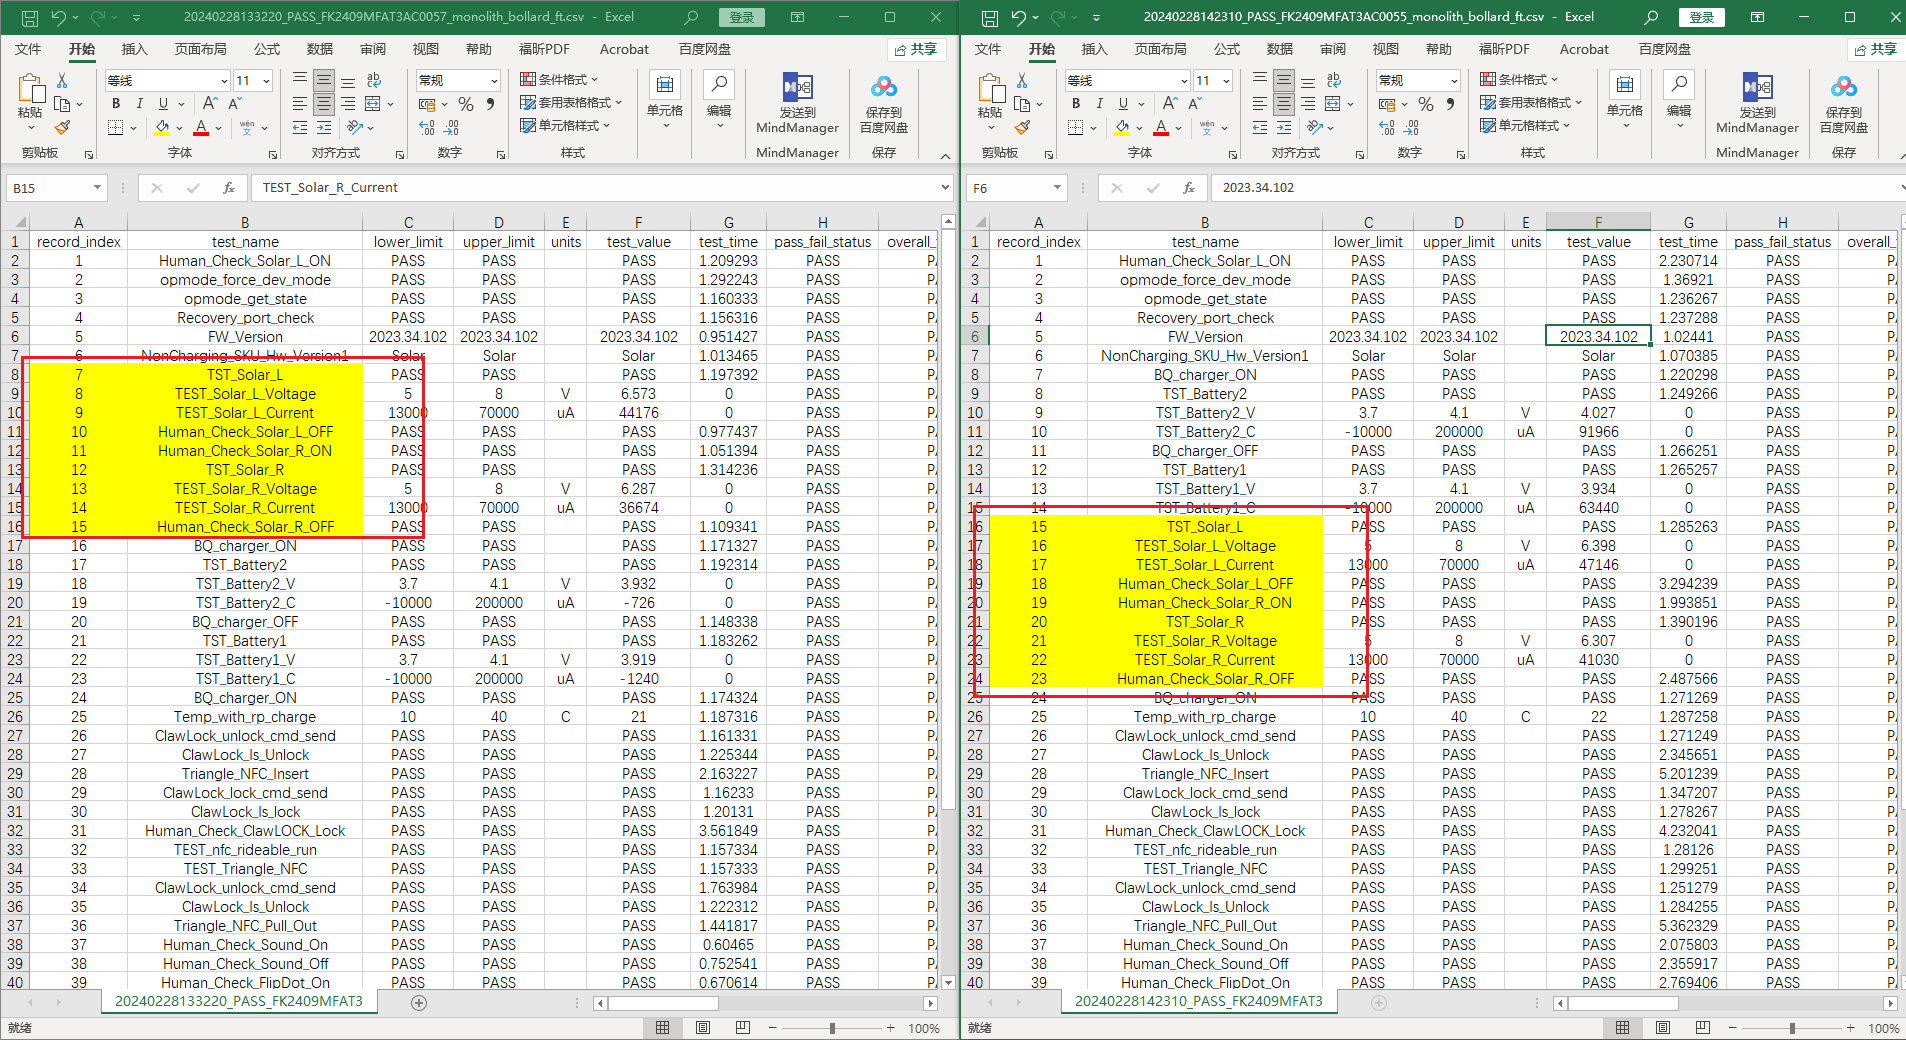 20240228133220_PASS_FK2409MFAT3AC0057_monolith_bollard_ft.csv - Excel
登录
文件 开始 插入 页面布局 公式 数据 审阅 视图 帮助 福昕PDF Acrobat 百度网盘 共享
粘贴 等线 11 常规 条件格式 套用表格格式 单元格样式 单元格 编辑 发送到 MindManager 保存到 百度网盘
剪贴板 字体 对齐方式 数字 样式 MindManager 保存
B15 TEST_Solar_R_Current
A B C D E F G H
1 record_index test_name lower_limit upper_limit units test_value test_time pass_fail_status overall_
2 1 Human_Check_Solar_L_ON PASS PASS PASS 1.209293 PASS
3 2 opmode_force_dev_mode PASS PASS PASS 1.292243 PASS
4 3 opmode_get_state PASS PASS PASS 1.160333 PASS
5 4 Recovery_port_check PASS PASS PASS 1.156316 PASS
6 5 FW_Version 2023.34.102 2023.34.102 2023.34.102 0.951427 PASS
7 6 NonCharging_SKU_Hw_Version1 Solar Solar Solar 1.013465 PASS
8 7 TST_Solar_L PASS PASS PASS 1.197392 PASS
9 8 TEST_Solar_L_Voltage 5 8 V 6.573 0 PASS
10 9 TEST_Solar_L_Current 13000 70000 uA 44176 0 PASS
11 10 Human_Check_Solar_L_OFF PASS PASS PASS 0.977437 PASS
12 11 Human_Check_Solar_R_ON PASS PASS PASS 1.051394 PASS
13 12 TST_Solar_R PASS PASS PASS 1.314236 PASS
14 13 TEST_Solar_R_Voltage 5 8 V 6.287 0 PASS
15 14 TEST_Solar_R_Current 13000 70000 uA 36674 0 PASS
16 15 Human_Check_Solar_R_OFF PASS PASS PASS 1.109341 PASS
17 16 BQ_charger_ON PASS PASS PASS 1.171327 PASS
18 17 TST_Battery2 PASS PASS PASS 1.192314 PASS
19 18 TST_Battery2_V 3.7 4.1 V 3.932 0 PASS
20 19 TST_Battery2_C -10000 200000 uA -726 0 PASS
21 20 BQ_charger_OFF PASS PASS PASS 1.148338 PASS
22 21 TST_Battery1 PASS PASS PASS 1.183262 PASS
23 22 TST_Battery1_V 3.7 4.1 V 3.919 0 PASS
24 23 TST_Battery1_C -10000 200000 uA -1240 0 PASS
25 24 BQ_charger_ON PASS PASS PASS 1.174324 PASS
26 25 Temp_with_rp_charge 10 40 C 21 1.187316 PASS
27 26 ClawLock_unlock_cmd_send PASS PASS PASS 1.161331 PASS
28 27 ClawLock_Is_Unlock PASS PASS PASS 1.225344 PASS
29 28 Triangle_NFC_Insert PASS PASS PASS 2.163227 PASS
30 29 ClawLock_lock_cmd_send PASS PASS PASS 1.16233 PASS
31 30 ClawLock_Is_lock PASS PASS PASS 1.20131 PASS
32 31 Human_Check_ClawLOCK_Lock PASS PASS PASS 3.561849 PASS
33 32 TEST_nfc_rideable_run PASS PASS PASS 1.157334 PASS
34 33 TEST_Triangle_NFC PASS PASS PASS 1.157333 PASS
35 34 ClawLock_unlock_cmd_send PASS PASS PASS 1.763984 PASS
36 35 ClawLock_Is_Unlock PASS PASS PASS 1.222312 PASS
37 36 Triangle_NFC_Pull_Out PASS PASS PASS 1.441817 PASS
38 37 Human_Check_Sound_On PASS PASS PASS 0.60465 PASS
39 38 Human_Check_Sound_Off PASS PASS PASS 0.752541 PASS
40 39 Human_Check_FlipDot_On PASS PASS PASS 0.670614 PASS
20240228133220_PASS_FK2409MFAT3
就绪 100%
20240228142310_PASS_FK2409MFAT3AC0055_monolith_bollard_ft.csv - Excel
登录
文件 开始 插入 页面布局 公式 数据 审阅 视图 帮助 福昕PDF Acrobat 百度网盘 共享
粘贴 等线 11 常规 条件格式 套用表格格式 单元格样式 单元格 编辑 发送到 MindManager 保存到 百度网盘
剪贴板 字体 对齐方式 数字 样式 MindManager 保存
F6 2023.34.102
A B C D E F G H
1 record_index test_name lower_limit upper_limit units test_value test_time pass_fail_status overall_
2 1 Human_Check_Solar_L_ON PASS PASS PASS 2.230714 PASS
3 2 opmode_force_dev_mode PASS PASS PASS 1.36921 PASS
4 3 opmode_get_state PASS PASS PASS 1.236267 PASS
5 4 Recovery_port_check PASS PASS PASS 1.237288 PASS
6 5 FW_Version 2023.34.102 2023.34.102 2023.34.102 1.02441 PASS
7 6 NonCharging_SKU_Hw_Version1 Solar Solar Solar 1.070385 PASS
8 7 BQ_charger_ON PASS PASS PASS 1.220298 PASS
9 8 TST_Battery2 PASS PASS PASS 1.249266 PASS
10 9 TST_Battery2_V 3.7 4.1 V 4.027 0 PASS
11 10 TST_Battery2_C -10000 200000 uA 91966 0 PASS
12 11 BQ_charger_OFF PASS PASS PASS 1.266251 PASS
13 12 TST_Battery1 PASS PASS PASS 1.265257 PASS
14 13 TST_Battery1_V 3.7 4.1 V 3.934 0 PASS
15 14 TST_Battery1_C -10000 200000 uA 63440 0 PASS
16 15 TST_Solar_L PASS PASS PASS 1.285263 PASS
17 16 TEST_Solar_L_Voltage 5 8 V 6.398 0 PASS
18 17 TEST_Solar_L_Current 13000 70000 uA 47146 0 PASS
19 18 Human_Check_Solar_L_OFF PASS PASS PASS 3.294239 PASS
20 19 Human_Check_Solar_R_ON PASS PASS PASS 1.993851 PASS
21 20 TST_Solar_R PASS PASS PASS 1.390196 PASS
22 21 TEST_Solar_R_Voltage 5 8 V 6.307 0 PASS
23 22 TEST_Solar_R_Current 13000 70000 uA 41030 0 PASS
24 23 Human_Check_Solar_R_OFF PASS PASS PASS 2.487566 PASS
25 24 BQ_charger_ON PASS PASS PASS 1.271269 PASS
26 25 Temp_with_rp_charge 10 40 C 22 1.287258 PASS
27 26 ClawLock_unlock_cmd_send PASS PASS PASS 1.271249 PASS
28 27 ClawLock_Is_Unlock PASS PASS PASS 2.345651 PASS
29 28 Triangle_NFC_Insert PASS PASS PASS 5.201239 PASS
30 29 ClawLock_lock_cmd_send PASS PASS PASS 1.347207 PASS
31 30 ClawLock_Is_lock PASS PASS PASS 1.278267 PASS
32 31 Human_Check_ClawLOCK_Lock PASS PASS PASS 4.232041 PASS
33 32 TEST_nfc_rideable_run PASS PASS PASS 1.28126 PASS
34 33 TEST_Triangle_NFC PASS PASS PASS 1.299251 PASS
35 34 ClawLock_unlock_cmd_send PASS PASS PASS 1.251279 PASS
36 35 ClawLock_Is_Unlock PASS PASS PASS 1.284255 PASS
37 36 Triangle_NFC_Pull_Out PASS PASS PASS 5.362329 PASS
38 37 Human_Check_Sound_On PASS PASS PASS 2.075803 PASS
39 38 Human_Check_Sound_Off PASS PASS PASS 2.355917 PASS
40 39 Human_Check_FlipDot_On PASS PASS PASS 2.769406 PASS
20240228142310_PASS_FK2409MFAT3
就绪 100%